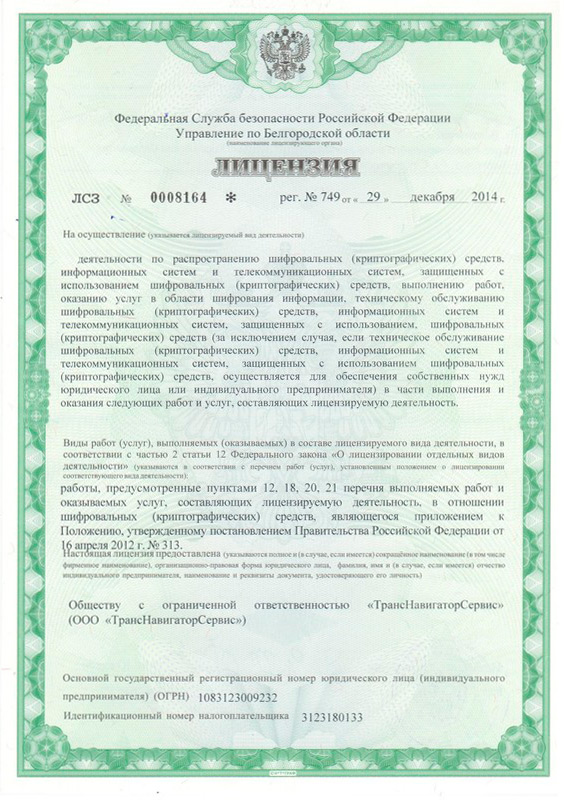 Федеральная Служба безопасности Российской Федерации
Управление по Белгородской области
(наименование лицензирующего органа)
ЛИЦЕНЗИЯ
ЛСЗ № 0008164 * рег. № 749 от « 29 » декабря 2014 г.
На осуществление (указывается лицензируемый вид деятельности)
деятельности по распространению шифровальных (криптографических) средств,
информационных систем и телекоммуникационных систем, защищенных с
использованием шифровальных (криптографических) средств, выполнению работ,
оказанию услуг в области шифрования информации, техническому обслуживанию
шифровальных (криптографических) средств, информационных систем и
телекоммуникационных систем, защищенных с использованием, шифровальных
(криптографических) средств (за исключением случая, если техническое обслуживание
шифровальных (криптографических) средств, информационных систем и
телекоммуникационных систем, защищенных с использованием шифровальных
(криптографических) средств, осуществляется для обеспечения собственных нужд
юридического лица или индивидуального предпринимателя) в части выполнения и
оказания следующих работ и услуг, составляющих лицензируемую деятельность.
Виды работ (услуг), выполняемых (оказываемых) в составе лицензируемого вида деятельности, в
соответствии с частью 2 статьи 12 Федерального закона «О лицензировании отдельных видов
деятельности» (указываются в соответствии с перечнем работ (услуг), установленным положением о лицензировании
соответствующего вида деятельности):
работы, предусмотренные пунктами 12, 18, 20, 21 перечня выполняемых работ и
оказываемых услуг, составляющих лицензируемую деятельность, в отношении
шифровальных (криптографических) средств, являющегося приложением к
Положению, утвержденному постановлением Правительства Российской Федерации от
16 апреля 2012 г. № 313.
Настоящая лицензия предоставлена (указываются полное и (в случае, если имеется) сокращённое наименование (в том числе
фирменное наименование), организационно-правовая форма юридического лица, фамилия, имя и (в случае, если имеется) отчество
индивидуального предпринимателя, наименование и реквизиты документа, удостоверяющего его личность)
Обществу с ограниченной ответственностью «ТрансНавигаторСервис»
(ООО «ТрансНавигаторСервис»)
Основной государственный регистрационный номер юридического лица (индивидуального
предпринимателя) (ОГРН) 1083123009232
Идентификационный номер налогоплательщика 3123180133